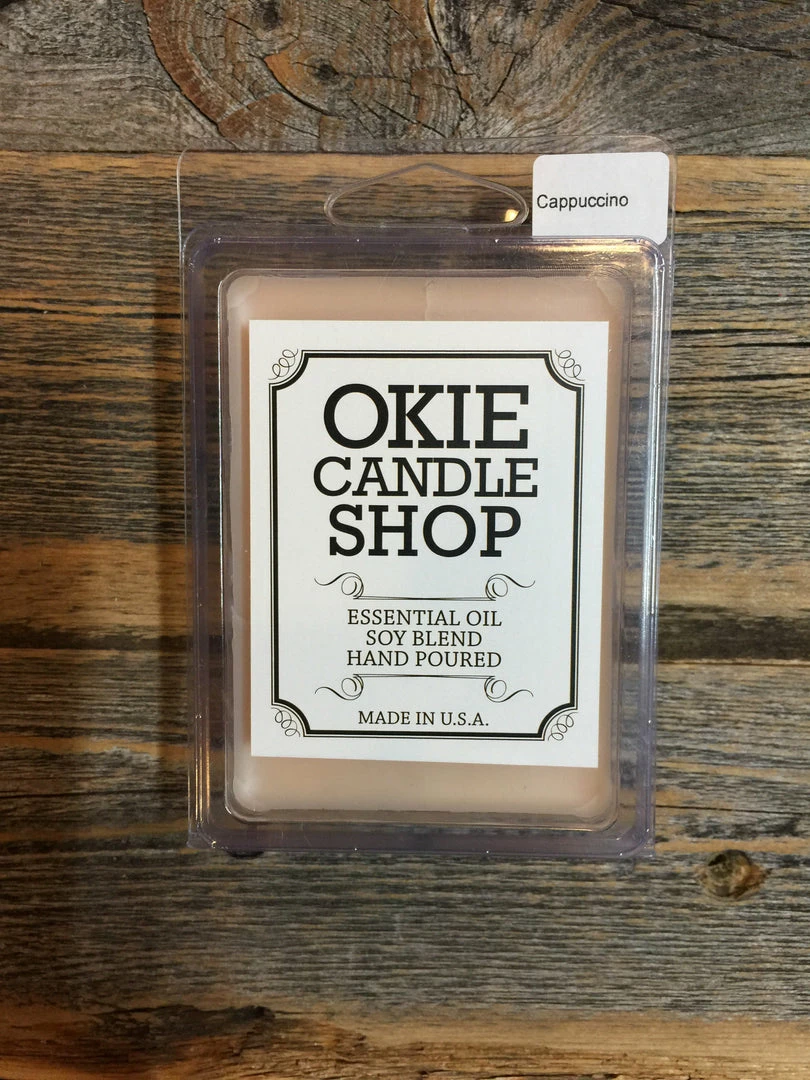 Cappuccino
OKIE
CANDLE
SHOP
ESSENTIAL OIL
SOY BLEND
HAND POURED
MADE IN U.S.A.